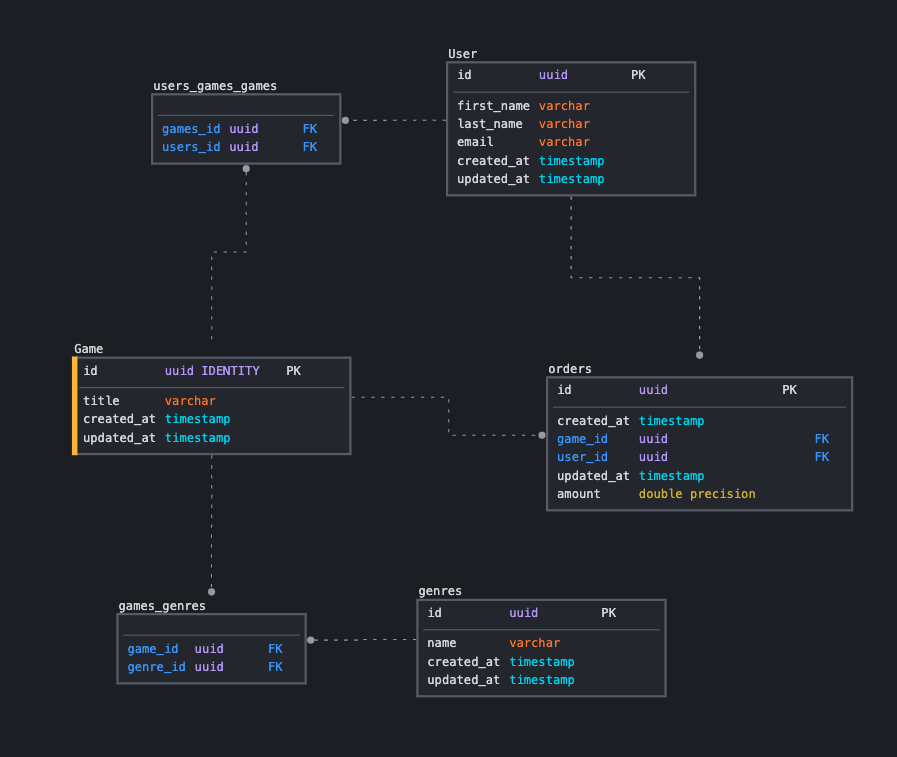 User
id uuid PK
first_name varchar
last_name varchar
email varchar
created_at timestamp
updated_at timestamp
users_games_games
games_id uuid FK
users_id uuid FK
Game
id uuid IDENTITY PK
title varchar
created_at timestamp
updated_at timestamp
orders
id uuid PK
created_at timestamp
game_id uuid FK
user_id uuid FK
updated_at timestamp
amount double precision
games_genres
game_id uuid FK
genre_id uuid FK
genres
id uuid PK
name varchar
created_at timestamp
updated_at timestamp